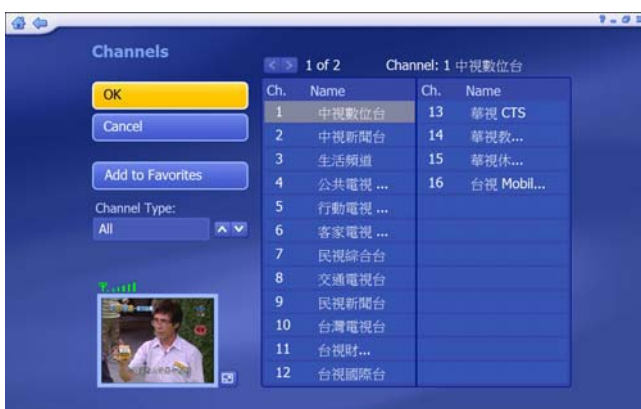 Channels
< > 1 of 2 Channel: 1 中視數位台
OK
Cancel
Add to Favorites
Channel Type:
All
Ch. Name
1 中視數位台
2 中視新聞台
3 生活頻道
4 公共電視 ...
5 行動電視 ...
6 客家電視 ...
7 民視綜合台
8 交通電視台
9 民視新聞台
10 台灣電視台
11 台視財...
12 台視國際台
Ch. Name
13 華視 CTS
14 華視教...
15 華視休...
16 台視 Mobil...